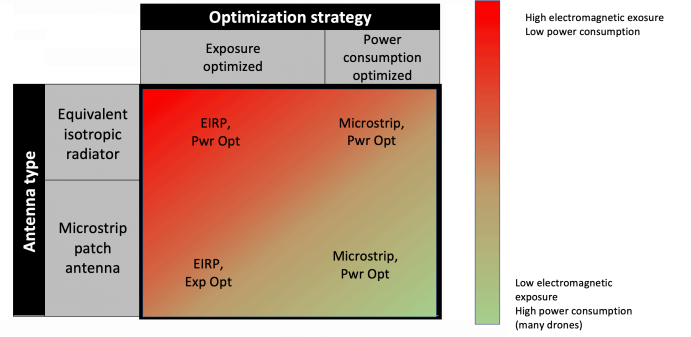 Optimization strategy
Exposure
optimized
Power
consumption
optimized
Antenna type
Equivalent
isotropic
radiator
Microstrip
patch
antenna
EIRP,
Pwr Opt
Microstrip,
Pwr Opt
EIRP,
Exp Opt
Microstrip,
Pwr Opt
High electromagnetic exosure
Low power consumption
Low electromagnetic
exposure
High power consumption
(many drones)